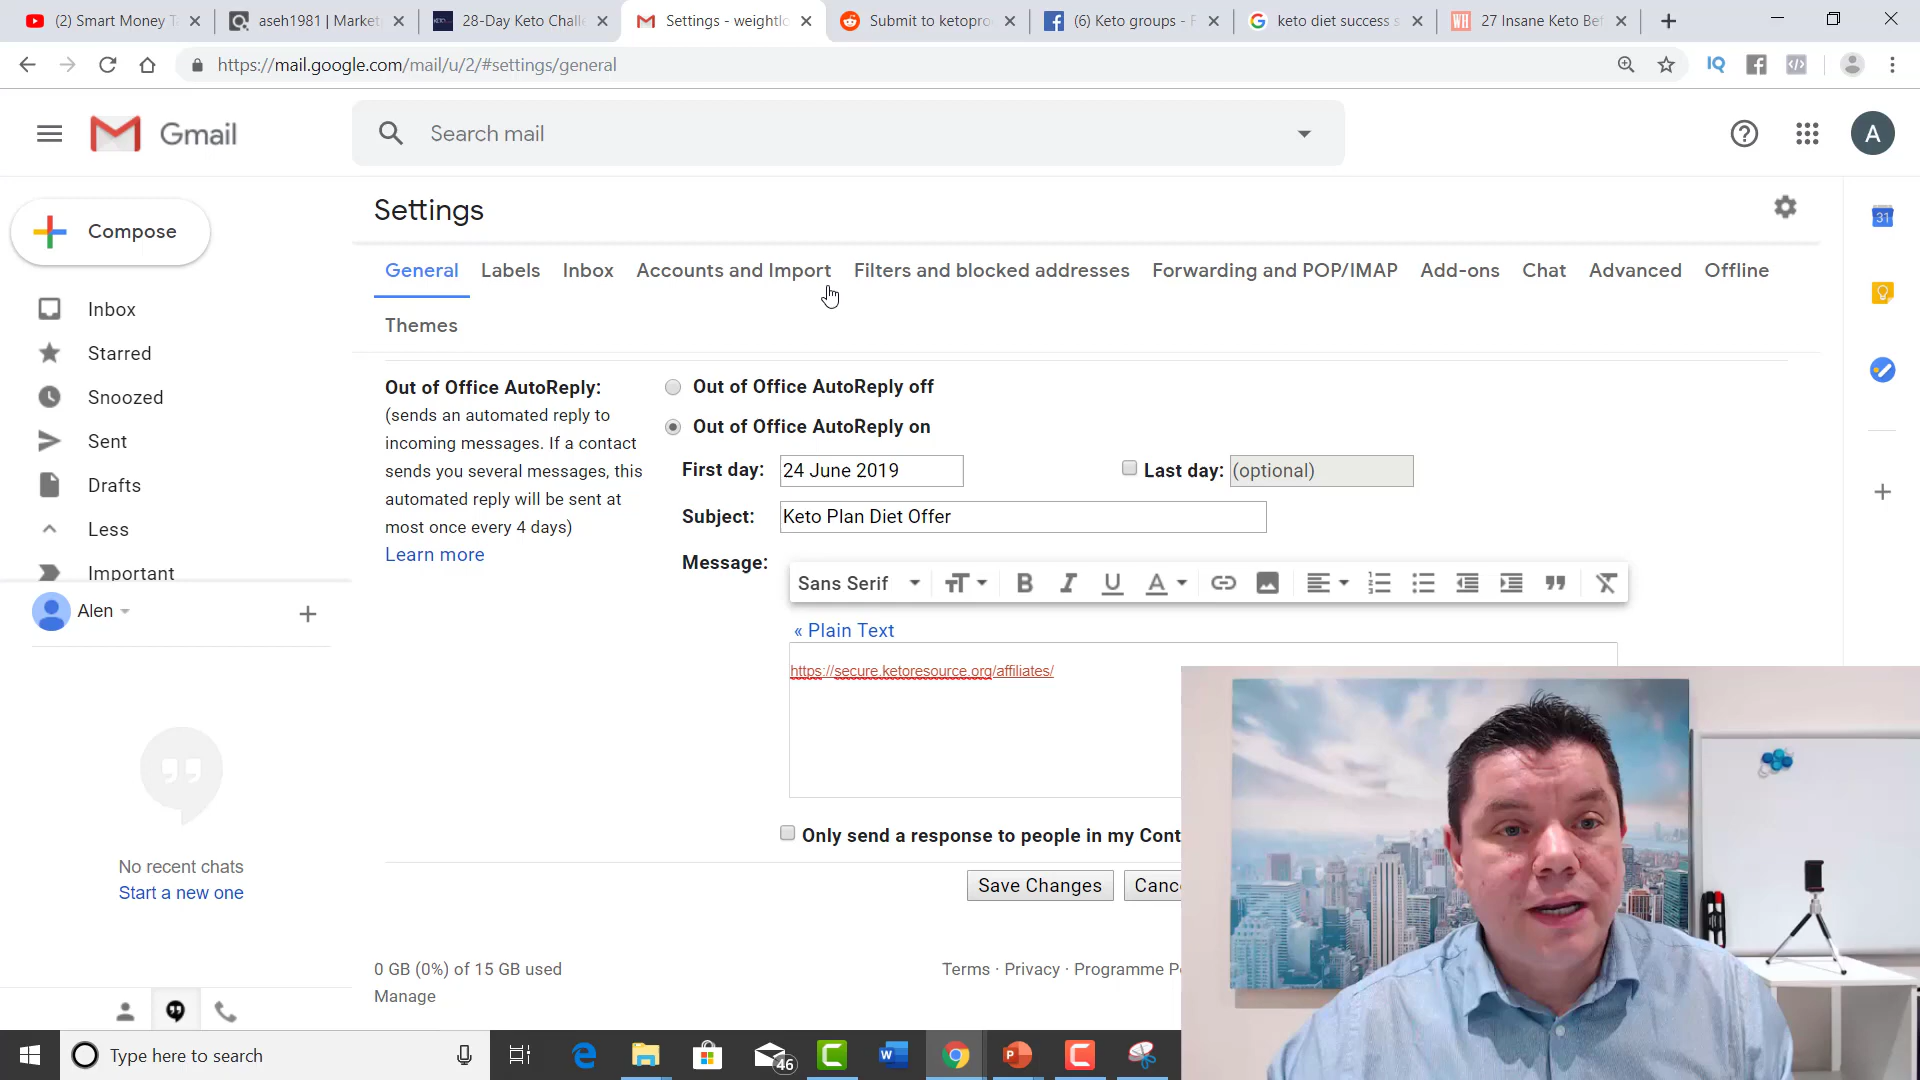 (2) Smart Money T
aseh1981 | Market
28-Day Keto Chall
Settings - weightlo
Submit to ketopro
(6) Keto groups - F
keto diet success s
27 Insane Keto Bef
https://mail.google.com/mail/u/2/#settings/general
IQ
Gmail
Search mail
A
Compose
Settings
31
General
Labels
Inbox
Accounts and Import
Filters and blocked addresses
Forwarding and POP/IMAP
Add-ons
Chat
Advanced
Offline
Themes
Inbox
Starred
Snoozed
Sent
Drafts
Less
Important
Alen
No recent chats
Start a new one
Out of Office AutoReply:
(sends an automated reply to
incoming messages. If a contact
sends you several messages, this
automated reply will be sent at
most once every 4 days)
Learn more
Out of Office AutoReply off
Out of Office AutoReply on
First day:
24 June 2019
Last day:
(optional)
Subject:
Keto Plan Diet Offer
Message:
Sans Serif
« Plain Text
https://secure.ketoresource.org/affiliates/
Only send a response to people in my Cont
Save Changes
Canc
0 GB (0%) of 15 GB used
Manage
Terms · Privacy · Programme P
Type here to search
46